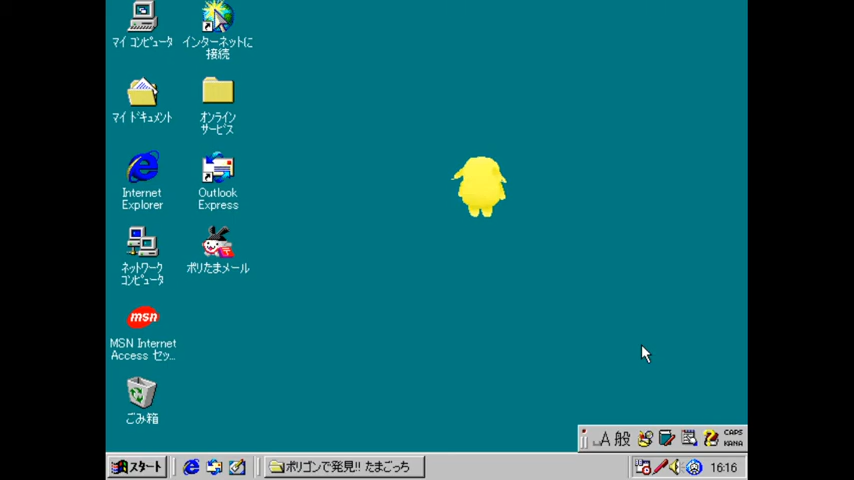 マイ コンピュータ
インターネットに
接続
マイ ドキュメント
オンライン
サービス
Internet
Explorer
Outlook
Express
ネットワーク
コンピュータ
ポリたまメール
msn
MSN Internet
Access セッ...
ごみ箱
A 般
CAPS
KANA
スタート
ポリゴンで発見!! たまごっち
16:16